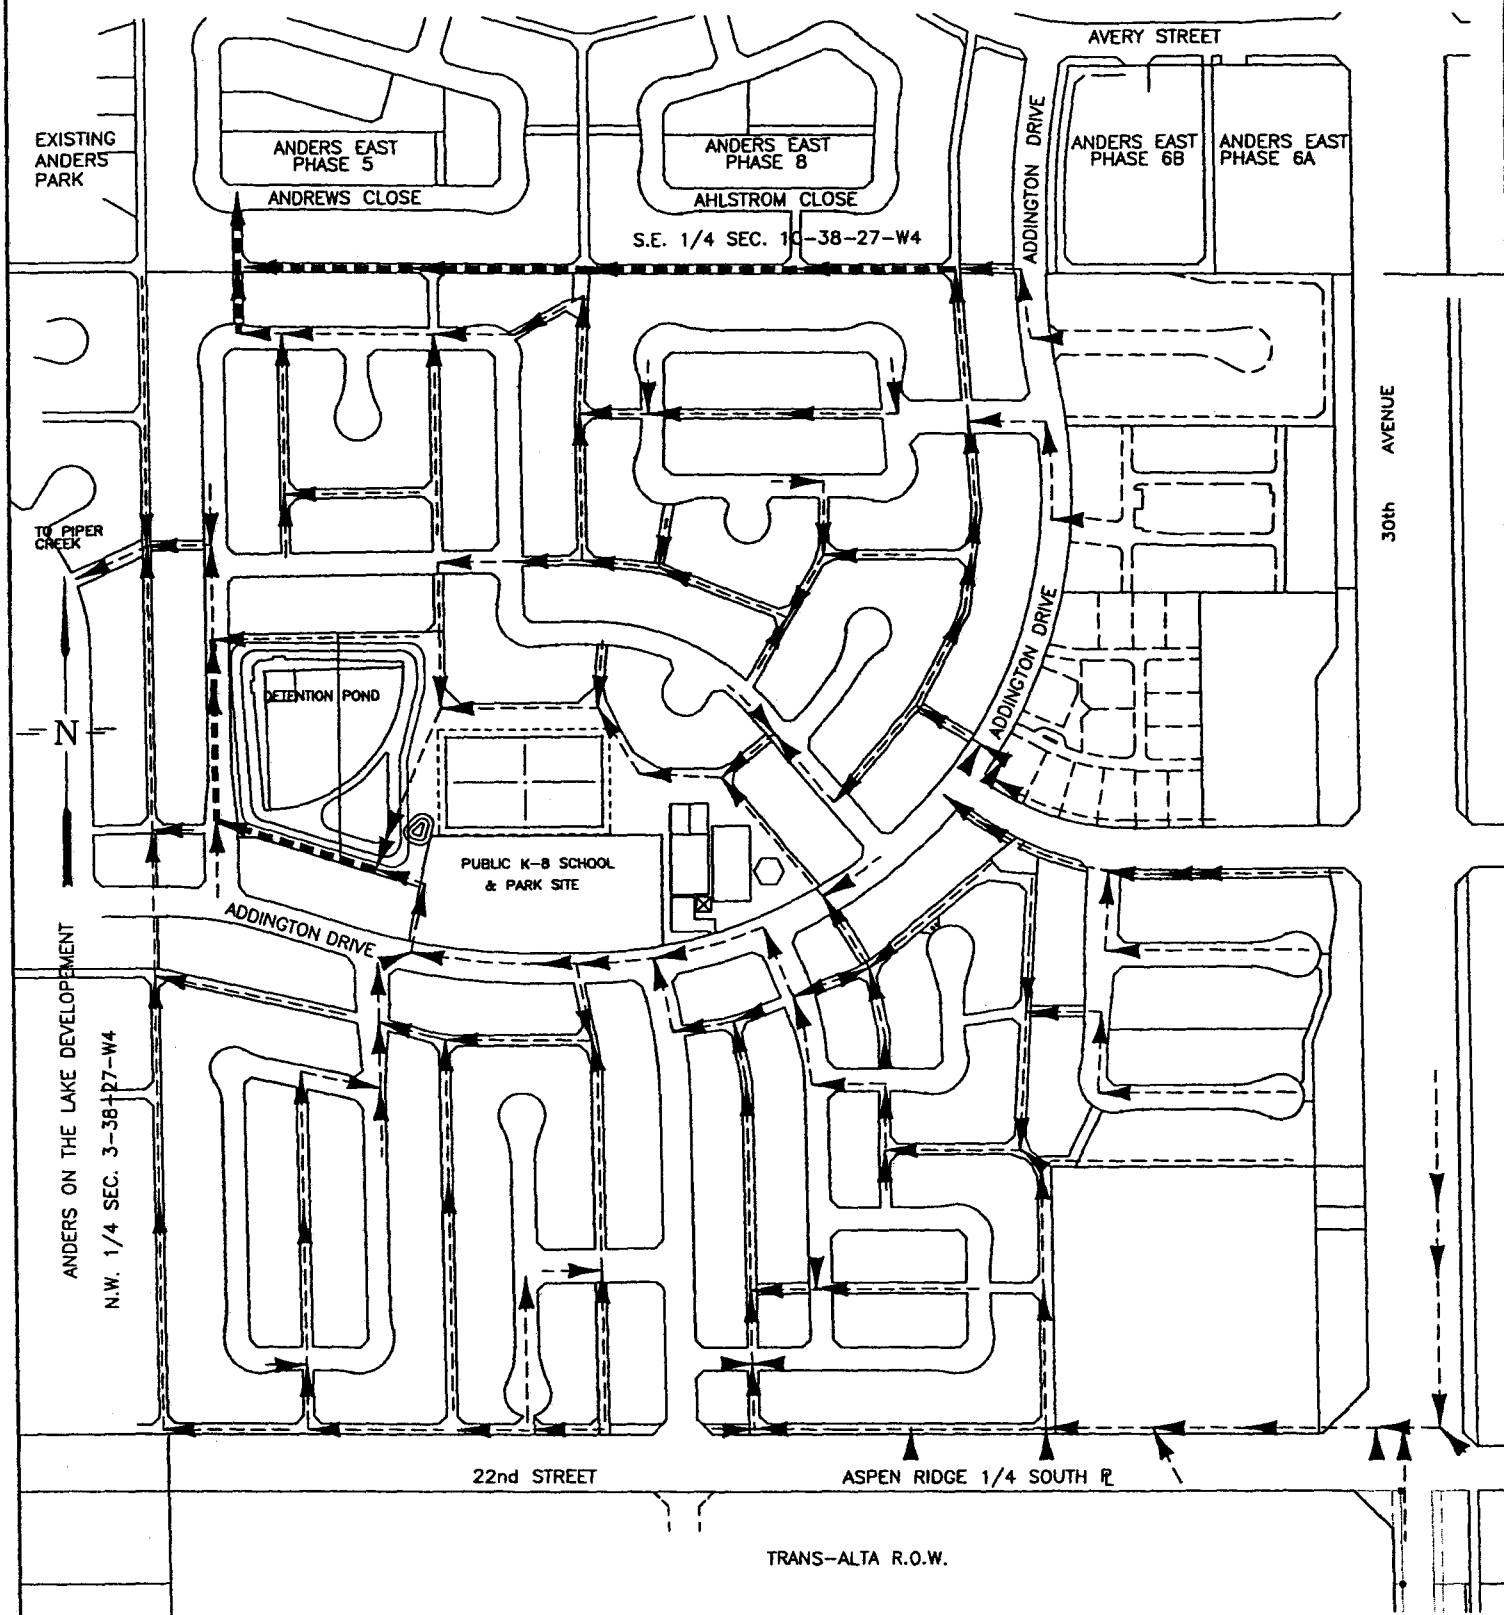 AVERY STREET
EXISTING
ANDERS
PARK
ANDERS EAST
PHASE 5
ANDERS EAST
PHASE 8
ANDERS EAST
PHASE 6B
ANDERS EAST
PHASE 6A
ADDINGTON DRIVE
ANDREWS CLOSE
AHLSTROM CLOSE
S.E. 1/4 SEC. 10-38-27-W4
30th AVENUE
TO PIPER
CREEK
ADDINGTON DRIVE
DETENTION POND
N
PUBLIC K-8 SCHOOL
& PARK SITE
ADDINGTON DRIVE
ANDERS ON THE LAKE DEVELOPEMENT
N.W. 1/4 SEC. 3-38-27-W4
22nd STREET
ASPEN RIDGE 1/4 SOUTH PL
TRANS-ALTA R.O.W.